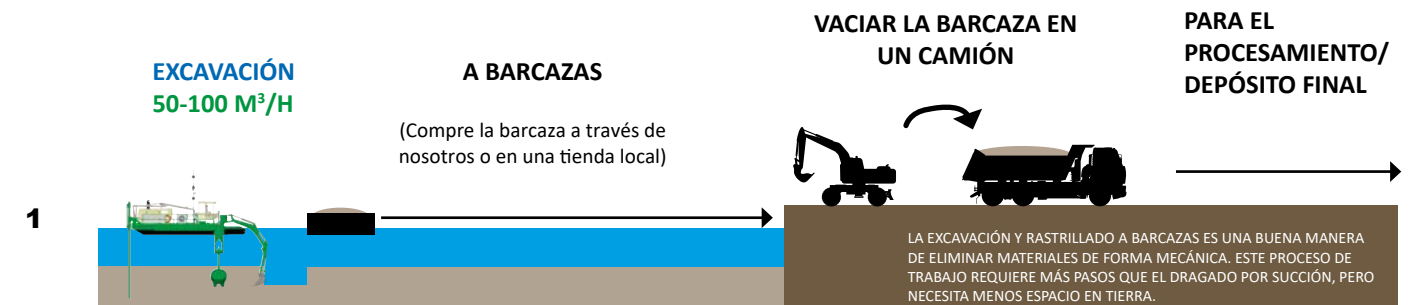 1
EXCAVACIÓN
50-100 M³/H
A BARCAZAS
(Compre la barcaza a través de
nosotros o en una tienda local)
VACIAR LA BARCAZA EN
UN CAMIÓN
PARA EL
PROCESAMIENTO/
DEPÓSITO FINAL
LA EXCAVACIÓN Y RASTRILLADO A BARCAZAS ES UNA BUENA MANERA
DE ELIMINAR MATERIALES DE FORMA MECÁNICA. ESTE PROCESO DE
TRABAJO REQUIERE MÁS PASOS QUE EL DRAGADO POR SUCCIÓN, PERO
NECESITA MENOS ESPACIO EN TIERRA.